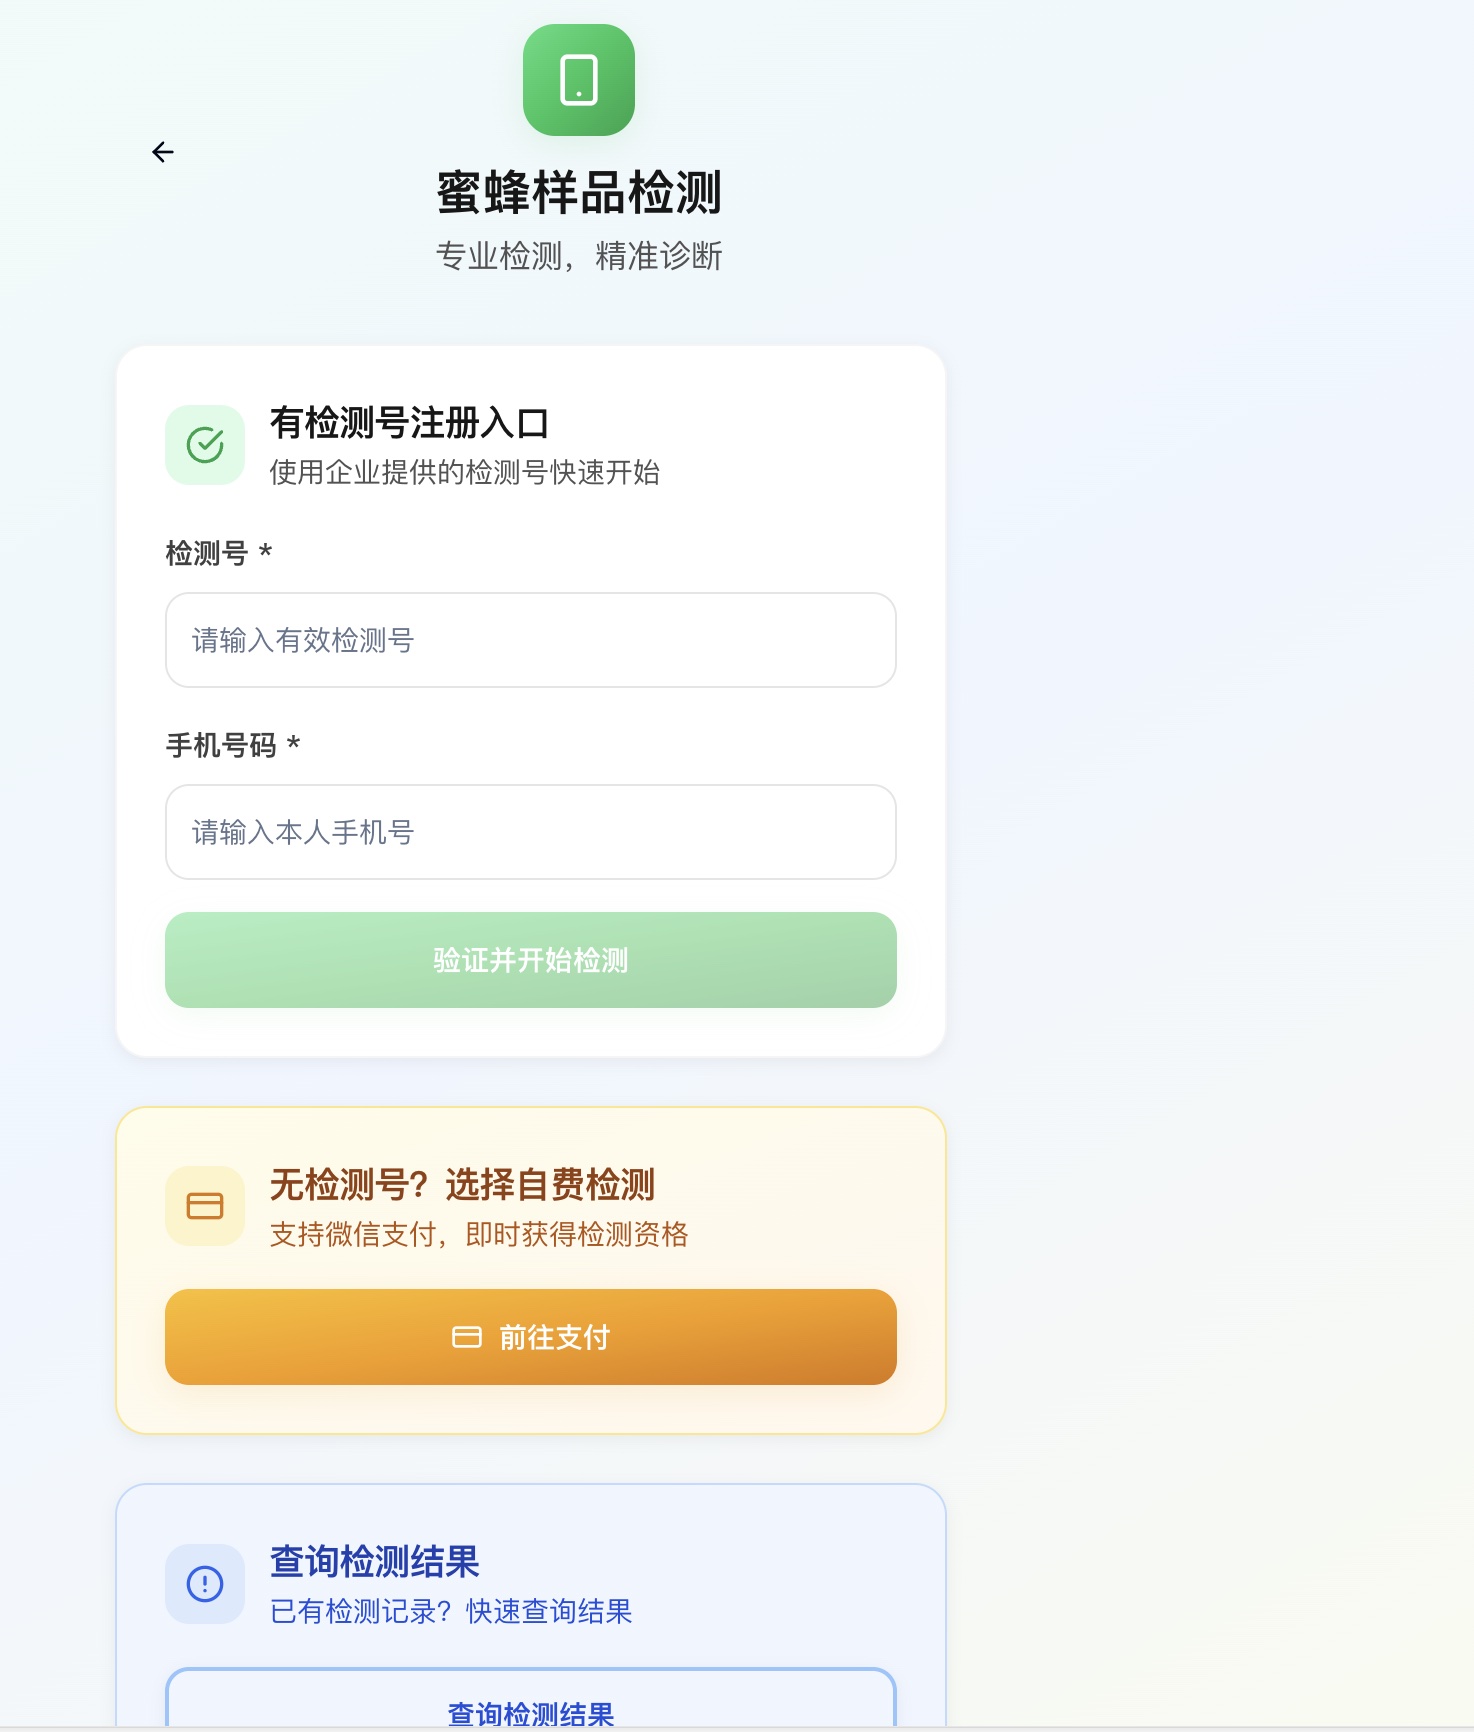 蜜蜂样品检测
专业检测，精准诊断
有检测号注册入口
使用企业提供的检测号快速开始
检测号 *
请输入有效检测号
手机号码 *
请输入本人手机号
验证并开始检测
无检测号？选择自费检测
支持微信支付，即时获得检测资格
前往支付
查询检测结果
已有检测记录？快速查询结果
查询检测结果